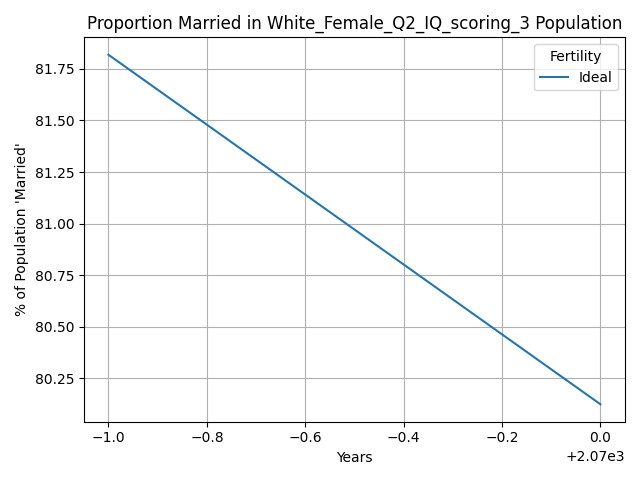 Proportion Married in White_Female_Q2_IQ_scoring_3 Population
Fertility
Ideal
% of Population 'Married'
81.75
81.50
81.25
81.00
80.75
80.50
80.25
−1.0
−0.8
−0.6
−0.4
−0.2
0.0
Years
+2.07e3